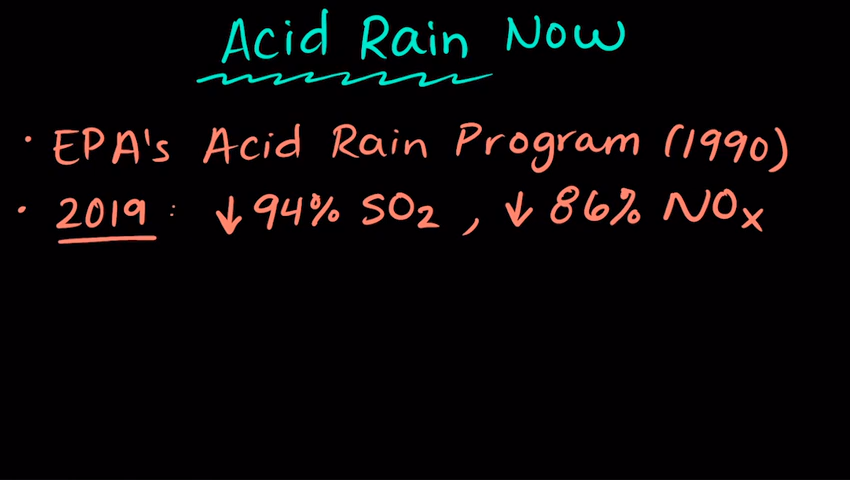 Acid Rain Now
• EPA's Acid Rain Program (1990)
• 2019: ↓94% SO₂, ↓86% NOₓ